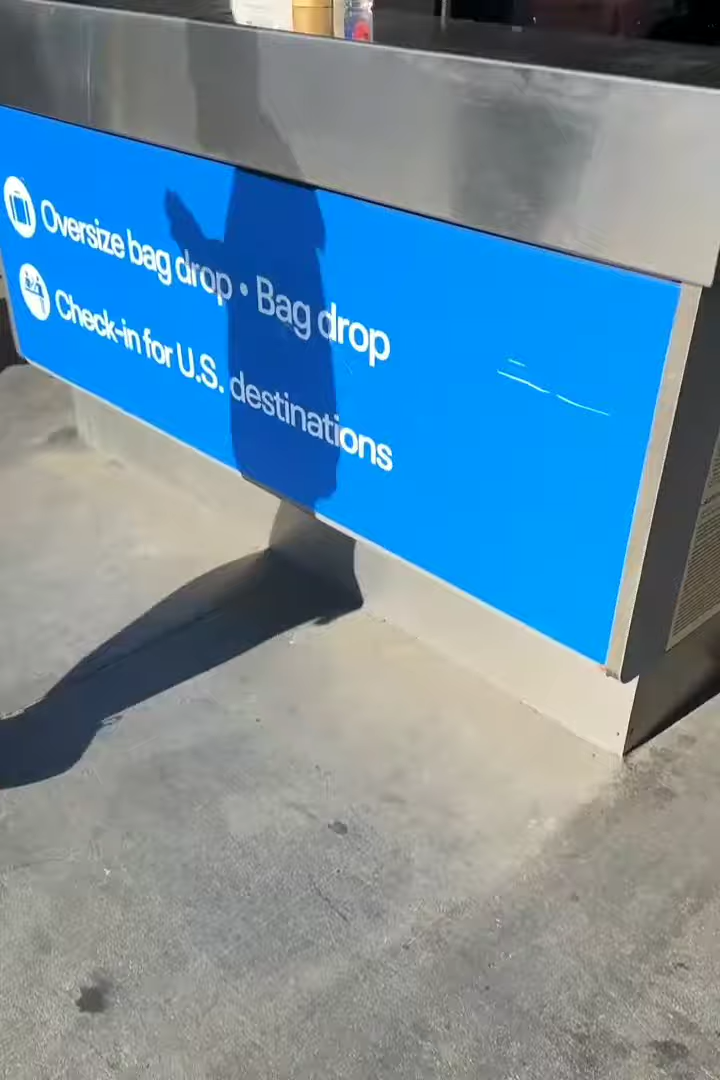 Oversize bag drop • Bag drop
Check-in for U.S. destinations